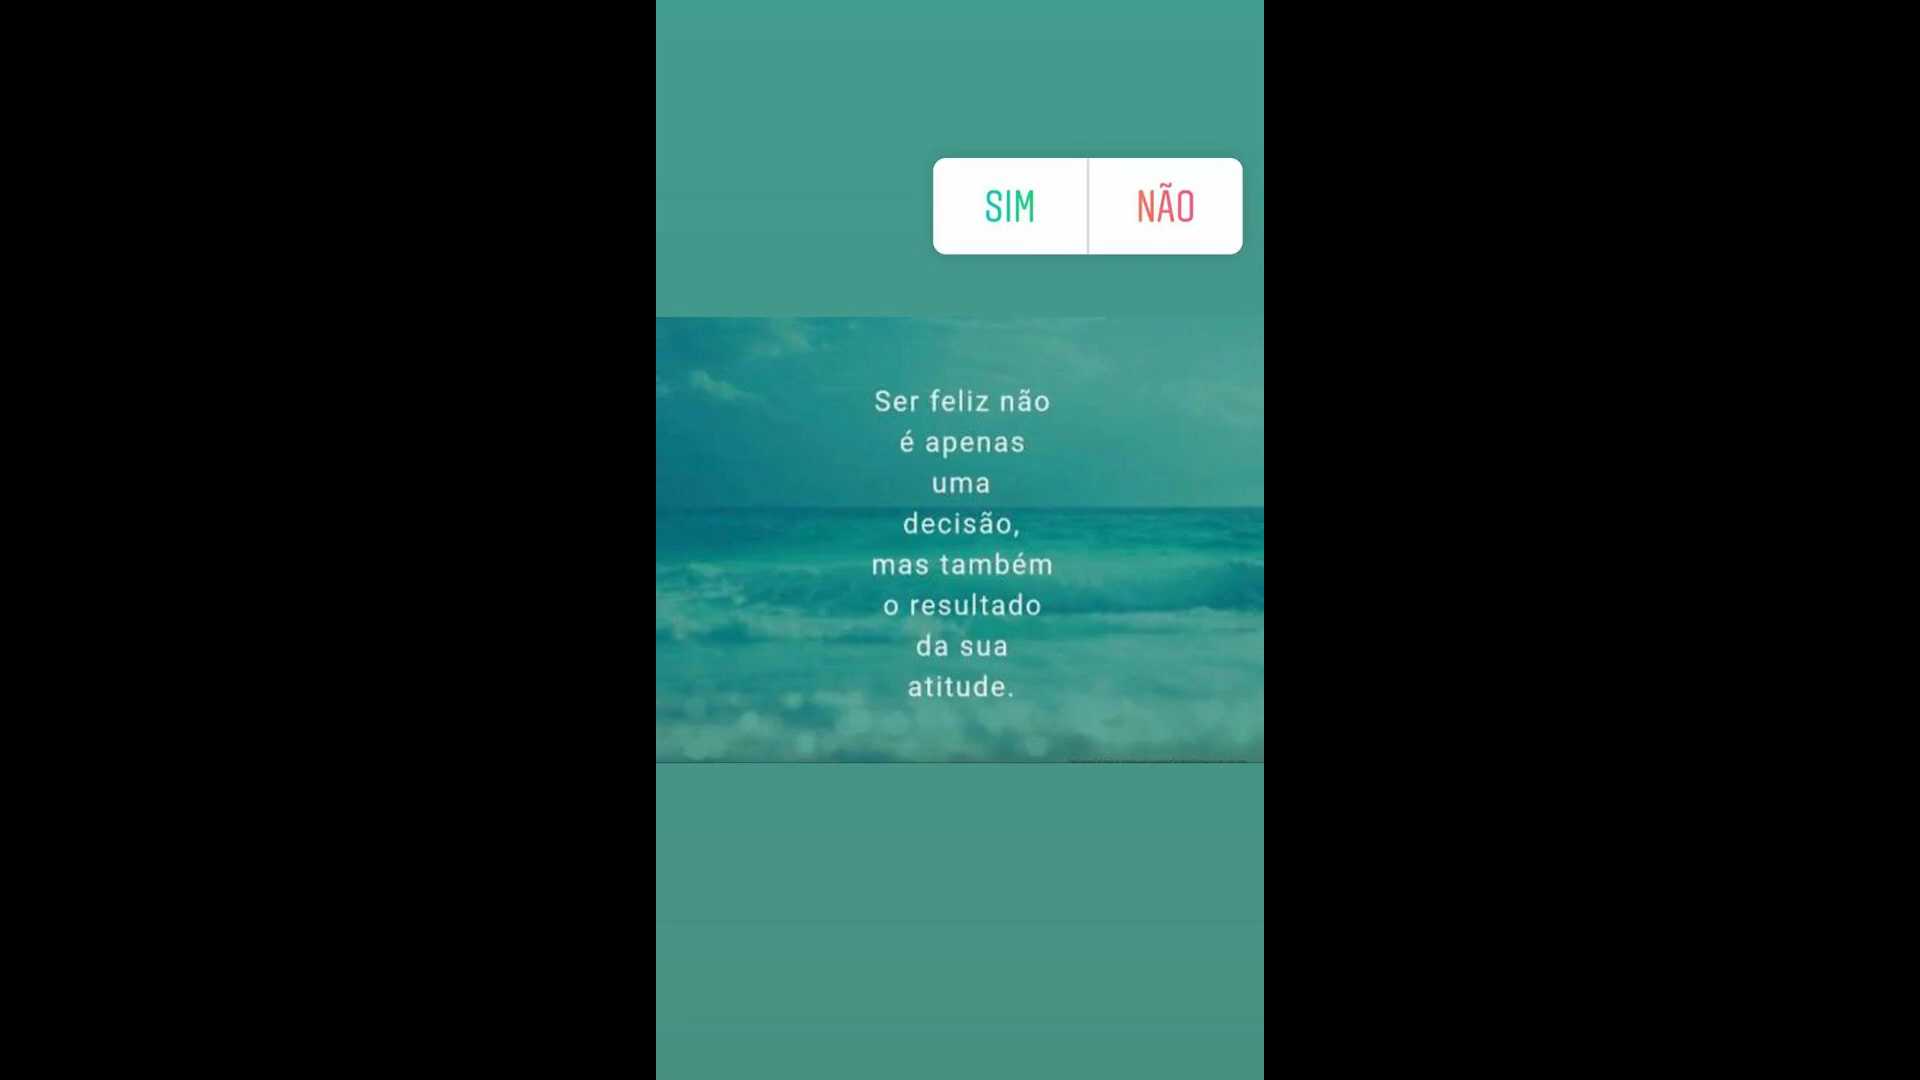 SIM NÃO
Ser feliz não
é apenas
uma
decisão,
mas também
o resultado
da sua
atitude.